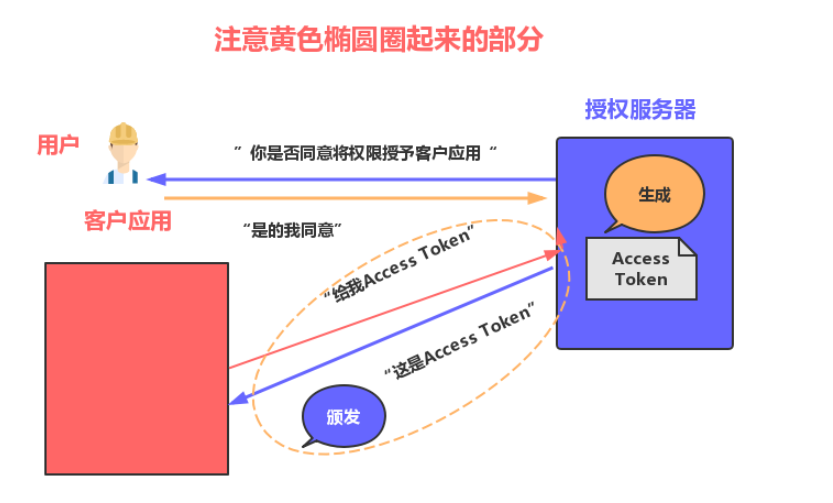 注意黄色椭圆圈起来的部分
授权服务器
用户
”你是否同意将权限授予客户应用“
生成
客户应用
“是的我同意”
Access
Token
“给我Access Token”
“这是Access Token”
颁发